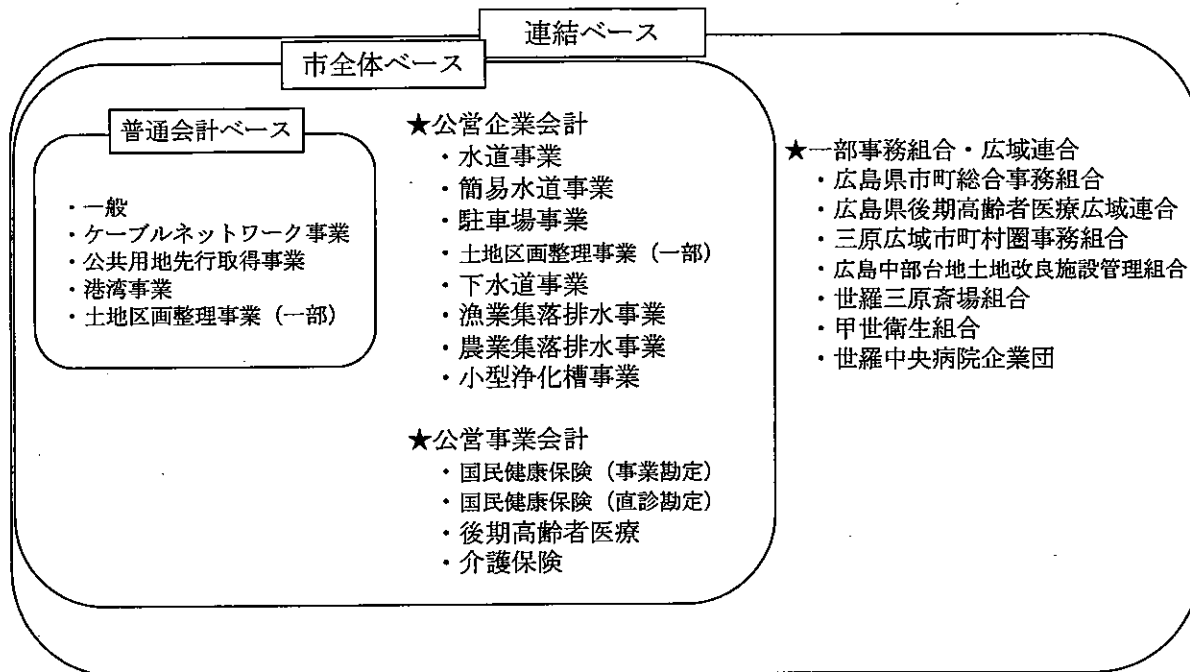 連結ベース
市全体ベース
普通会計ベース
・一般
・ケーブルネットワーク事業
・公共用地先行取得事業
・港湾事業
・土地区画整理事業（一部）
★公営企業会計
・水道事業
・簡易水道事業
・駐車場事業
・土地区画整理事業（一部）
・下水道事業
・漁業集落排水事業
・農業集落排水事業
・小型浄化槽事業
★公営事業会計
・国民健康保険（事業勘定）
・国民健康保険（直診勘定）
・後期高齢者医療
・介護保険
★一部事務組合・広域連合
・広島県市町総合事務組合
・広島県後期高齢者医療広域連合
・三原広域市町村圏事務組合
・広島中部台地土地改良施設管理組合
・世羅三原斎場組合
・甲世衛生組合
・世羅中央病院企業団